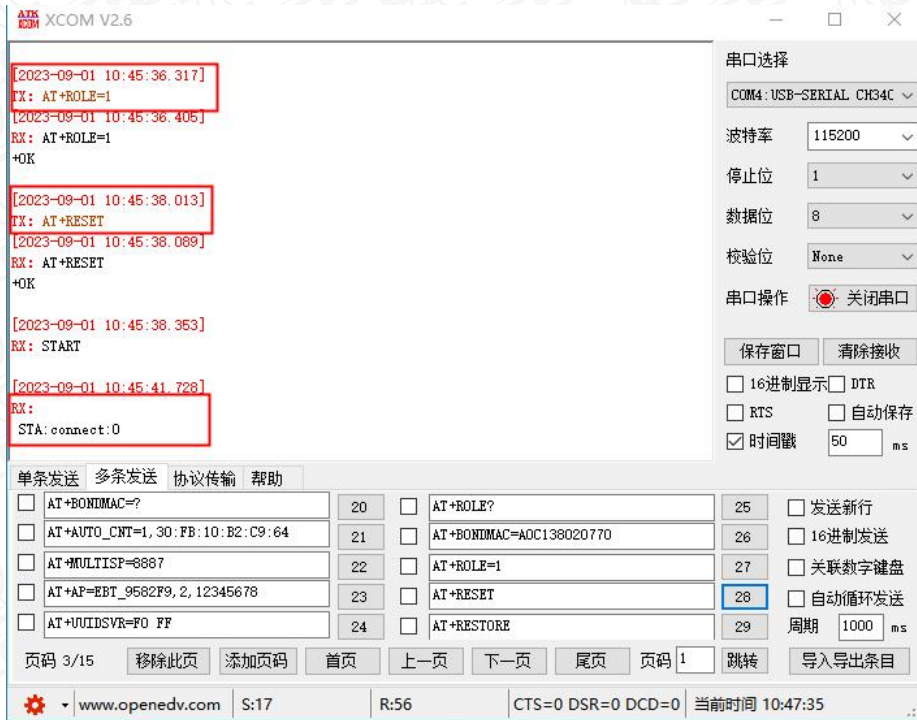 ATK XCOM XCOM V2.6
[2023-09-01 10:45:36.317]
TX: AT+ROLE=1
[2023-09-01 10:45:36.405]
RX: AT+ROLE=1
+OK
[2023-09-01 10:45:38.013]
TX: AT+RESET
[2023-09-01 10:45:38.089]
RX: AT+RESET
+OK
[2023-09-01 10:45:38.353]
RX: START
[2023-09-01 10:45:41.728]
RX:
STA:connect:0
串口选择
COM4:USB-SERIAL CH34C
波特率 115200
停止位 1
数据位 8
校验位 None
串口操作 关闭串口
保存窗口 清除接收
16进制显示 DTR
RTS 自动保存
时间戳 50 ms
单条发送 多条发送 协议传输 帮助
AT+BONDMAC=? 20 AT+ROLE? 25 发送新行
AT+AUTO_CNT=1,30:FB:10:B2:C9:64 21 AT+BONDMAC=A0C138020770 26 16进制发送
AT+MULTISP=8887 22 AT+ROLE=1 27 关联数字键盘
AT+AP=EBT_9582F9,2,12345678 23 AT+RESET 28 自动循环发送
AT+UUIDSVR=F0 FF 24 AT+RESTORE 29 周期 1000 ms
页码 3/15 移除此页 添加页码 首页 上一页 下一页 尾页 页码 1 跳转 导入导出条目
www.openedv.com S:17 R:56 CTS=0 DSR=0 DCD=0 当前时间 10:47:35